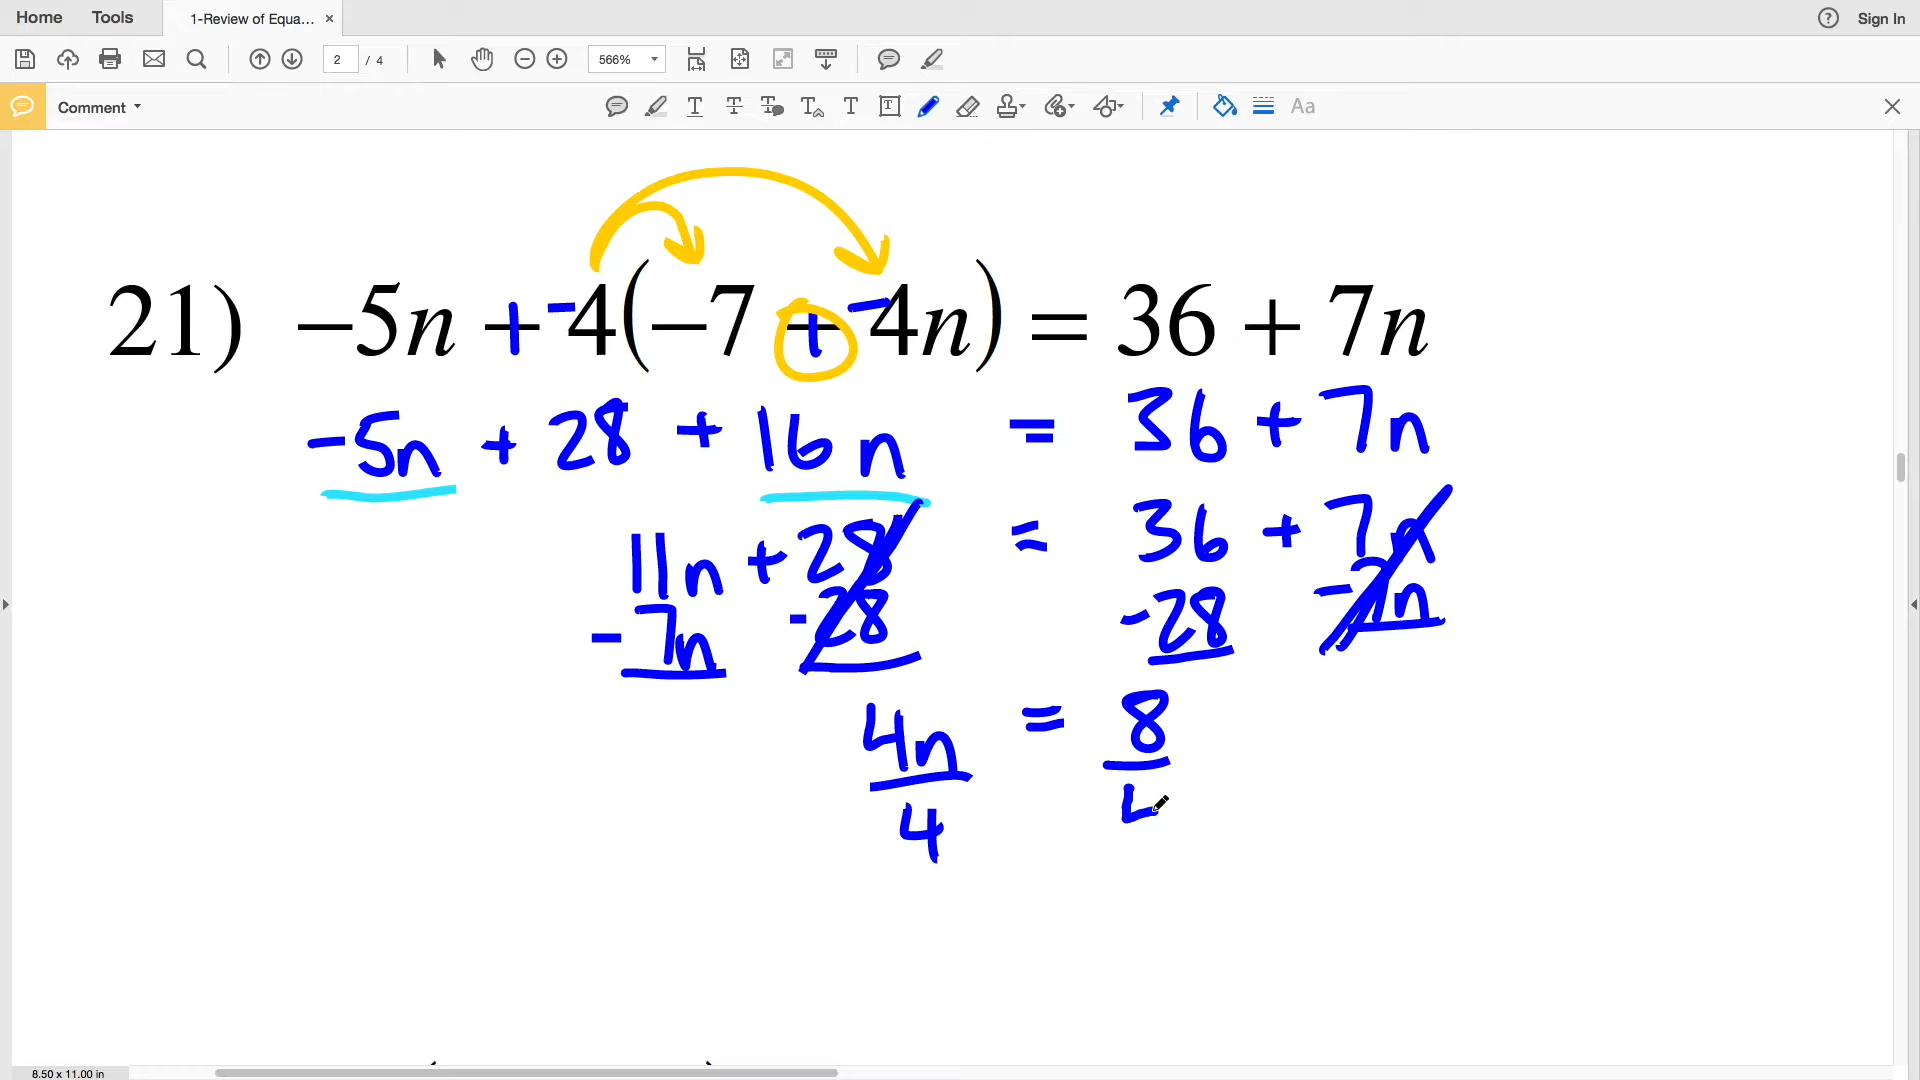 Home Tools 1-Review of Equa... × ? Sign In
2 / 4 566%
Comment T T T T T T Aa
21) −5n + -4(−7 + -4n) = 36 + 7n
-5n + 28 + 16n = 36 + 7n
11n + 28 = 36 + 7n
- 7n - 28 - 28 - 7n
4n = 8
4
8.50 x 11.00 in